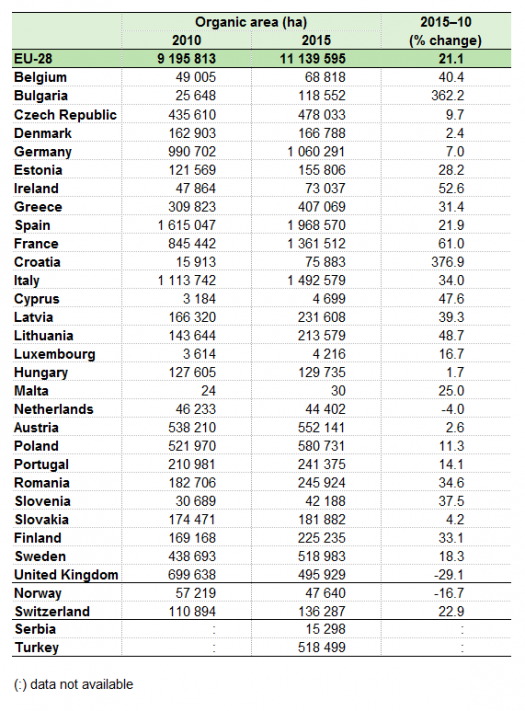 Organic area (ha) 2015–10
2010 2015 (% change)
EU-28 9 195 813 11 139 595 21.1
Belgium 49 005 68 818 40.4
Bulgaria 25 648 118 552 362.2
Czech Republic 435 610 478 033 9.7
Denmark 162 903 166 788 2.4
Germany 990 702 1 060 291 7.0
Estonia 121 569 155 806 28.2
Ireland 47 864 73 037 52.6
Greece 309 823 407 069 31.4
Spain 1 615 047 1 968 570 21.9
France 845 442 1 361 512 61.0
Croatia 15 913 75 883 376.9
Italy 1 113 742 1 492 579 34.0
Cyprus 3 184 4 699 47.6
Latvia 166 320 231 608 39.3
Lithuania 143 644 213 579 48.7
Luxembourg 3 614 4 216 16.7
Hungary 127 605 129 735 1.7
Malta 24 30 25.0
Netherlands 46 233 44 402 -4.0
Austria 538 210 552 141 2.6
Poland 521 970 580 731 11.3
Portugal 210 981 241 375 14.1
Romania 182 706 245 924 34.6
Slovenia 30 689 42 188 37.5
Slovakia 174 471 181 882 4.2
Finland 169 168 225 235 33.1
Sweden 438 693 518 983 18.3
United Kingdom 699 638 495 929 -29.1
Norway 57 219 47 640 -16.7
Switzerland 110 894 136 287 22.9
Serbia : 15 298 :
Turkey : 518 499 :
(:) data not available